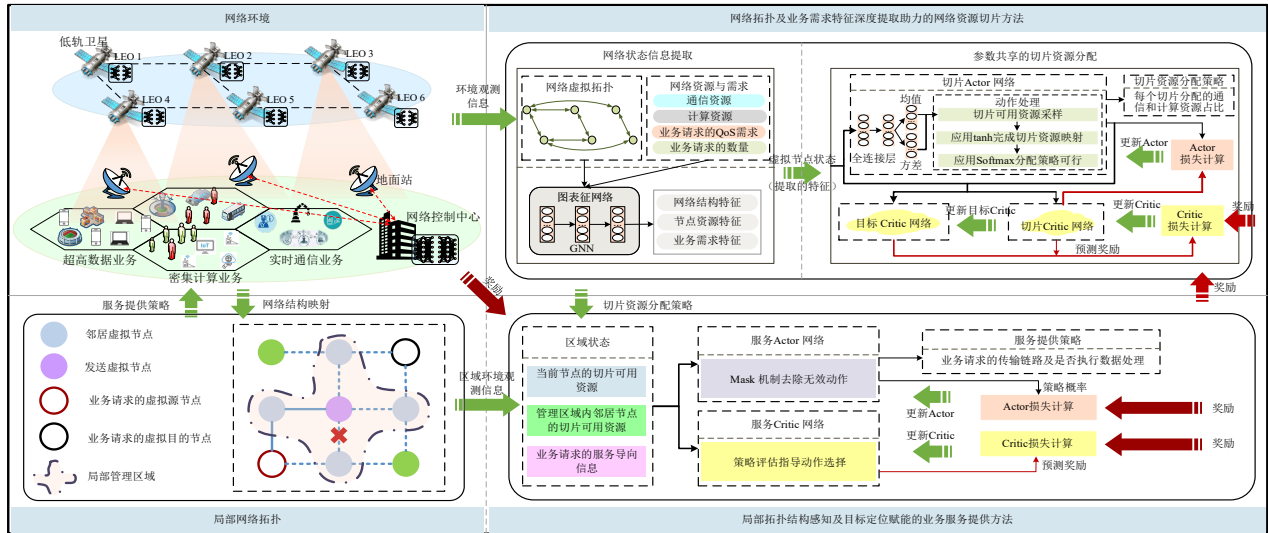 网络环境
低轨卫星
LEO 1
LEO 2
LEO 3
LEO 4
LEO 5
LEO 6
地面站
网络控制中心
超高数据业务
密集计算业务
实时通信业务
IoT
环境观测
信息
奖励
服务提供策略
网络结构映射
网络拓扑及业务需求特征深度提取助力的网络资源切片方法
网络状态信息提取
网络虚拟拓扑
网络资源与需求
通信资源
计算资源
业务请求的QoS需求
业务请求的数量
图表征网络
GNN
网络结构特征
节点资源特征
业务需求特征
虚拟节点状态
（提取的特征）
参数共享的切片资源分配
切片Actor 网络
均值
全连接层
方差
动作处理
切片可用资源采样
应用tanh完成切片资源映射
应用Softmax分配策略可行
切片资源分配策略
每个切片分配的通
信和计算资源占比
更新Actor
Actor
损失计算
目标 Critic 网络
更新目标Critic
切片Critic 网络
更新Critic
Critic
损失计算
奖励
预测奖励
奖励
邻居虚拟节点
发送虚拟节点
业务请求的虚拟源节点
业务请求的虚拟目的节点
局部管理区域
局部网络拓扑
区域环境观
测信息
切片资源分配策略
区域状态
当前节点的切片可用
资源
管理区域内邻居节点
的切片可用资源
业务请求的服务导向
信息
服务Actor 网络
Mask 机制去除无效动作
服务Critic 网络
策略评估指导动作选择
服务提供策略
业务请求的传输链路及是否执行数据处理
策略概率
更新Actor
Actor损失计算
奖励
更新Critic
Critic损失计算
奖励
预测奖励
局部拓扑结构感知及目标定位赋能的业务服务提供方法